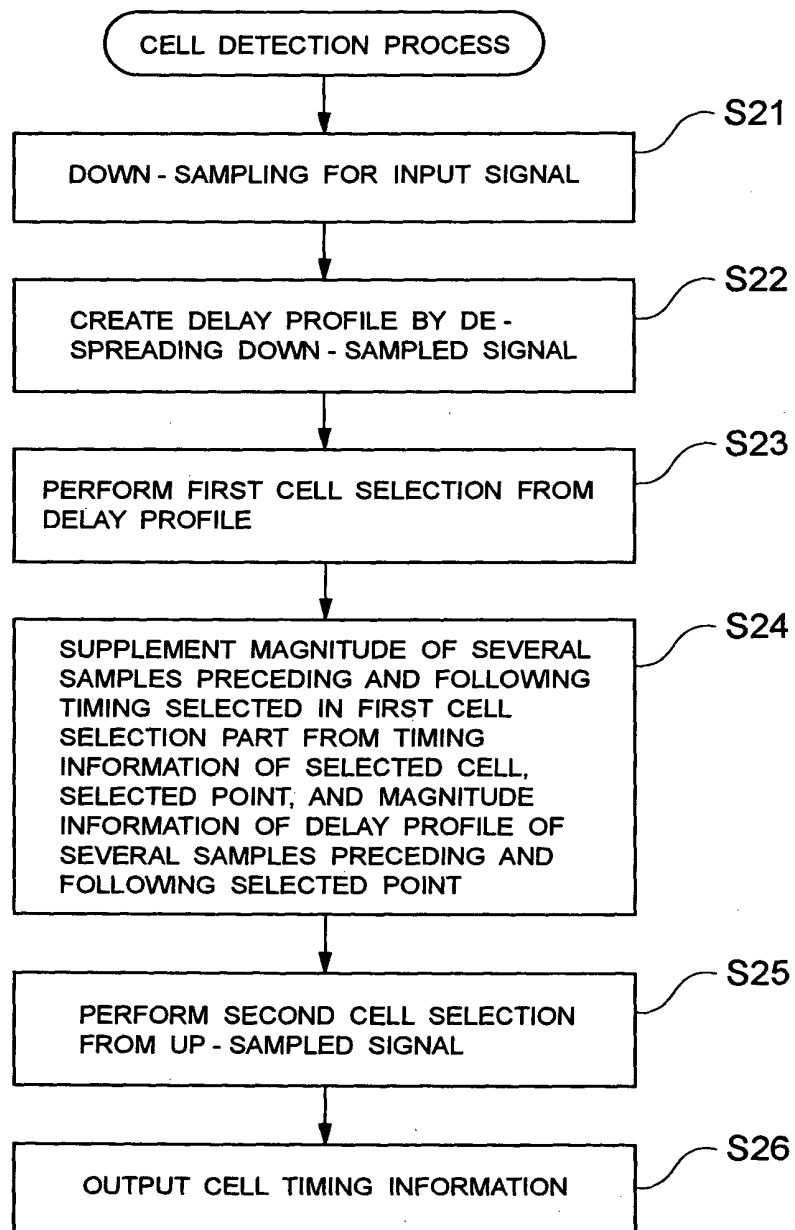 CELL DETECTION PROCESS
S21
DOWN - SAMPLING FOR INPUT SIGNAL
S22
CREATE DELAY PROFILE BY DE -
SPREADING DOWN - SAMPLED SIGNAL
S23
PERFORM FIRST CELL SELECTION FROM
DELAY PROFILE
S24
SUPPLEMENT MAGNITUDE OF SEVERAL
SAMPLES PRECEDING AND FOLLOWING
TIMING SELECTED IN FIRST CELL
SELECTION PART FROM TIMING
INFORMATION OF SELECTED CELL,
SELECTED POINT, AND MAGNITUDE
INFORMATION OF DELAY PROFILE OF
SEVERAL SAMPLES PRECEDING AND
FOLLOWING SELECTED POINT
S25
PERFORM SECOND CELL SELECTION
FROM UP - SAMPLED SIGNAL
S26
OUTPUT CELL TIMING INFORMATION